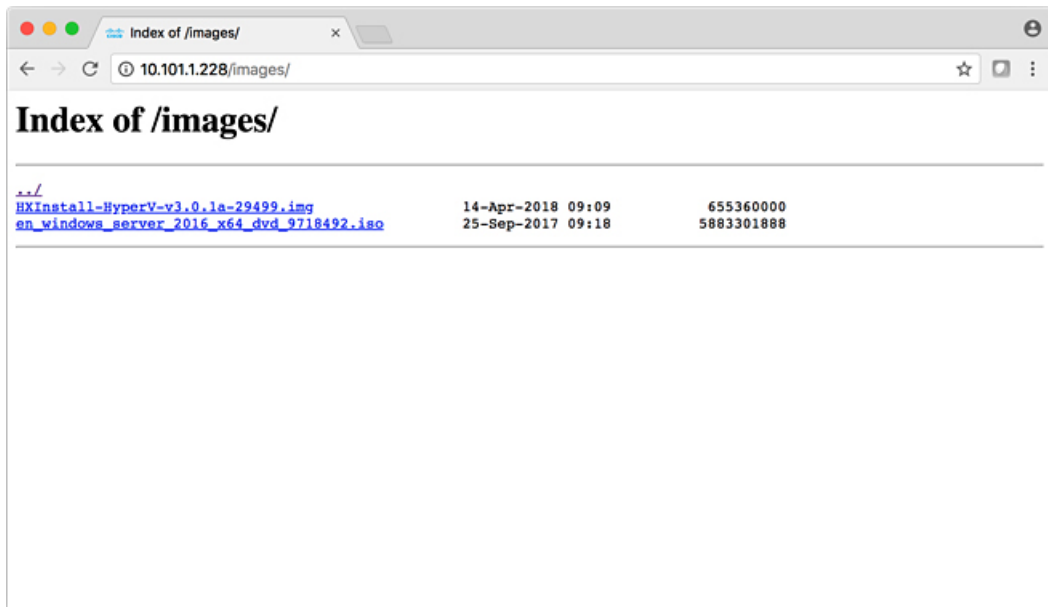 Index of /images/
10.101.1.228/images/
Index of /images/
../
HXInstall-HyperV-v3.0.1a-29499.img 14-Apr-2018 09:09 655360000
en_windows_server_2016_x64_dvd_9718492.iso 25-Sep-2017 09:18 5883301888